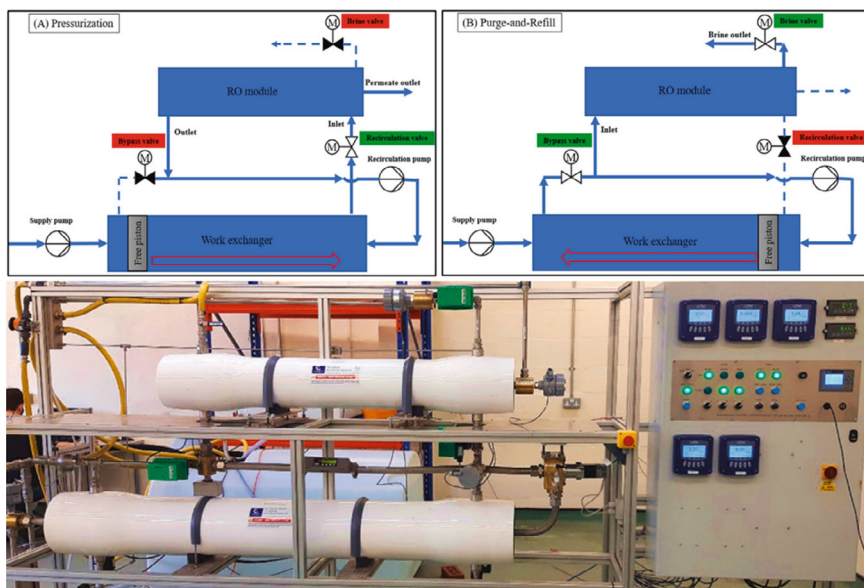 (A) Pressurization
Brine valve
M
RO module
Permeate outlet
Outlet
Inlet
Bypass valve
M
Recirculation valve
M
Recirculation pump
Supply pump
Free piston
Work exchanger
(B) Purge-and-Refill
Brine valve
M
Brine outlet
RO module
Inlet
Bypass valve
M
Recirculation valve
M
Recirculation pump
Supply pump
Work exchanger
Free piston